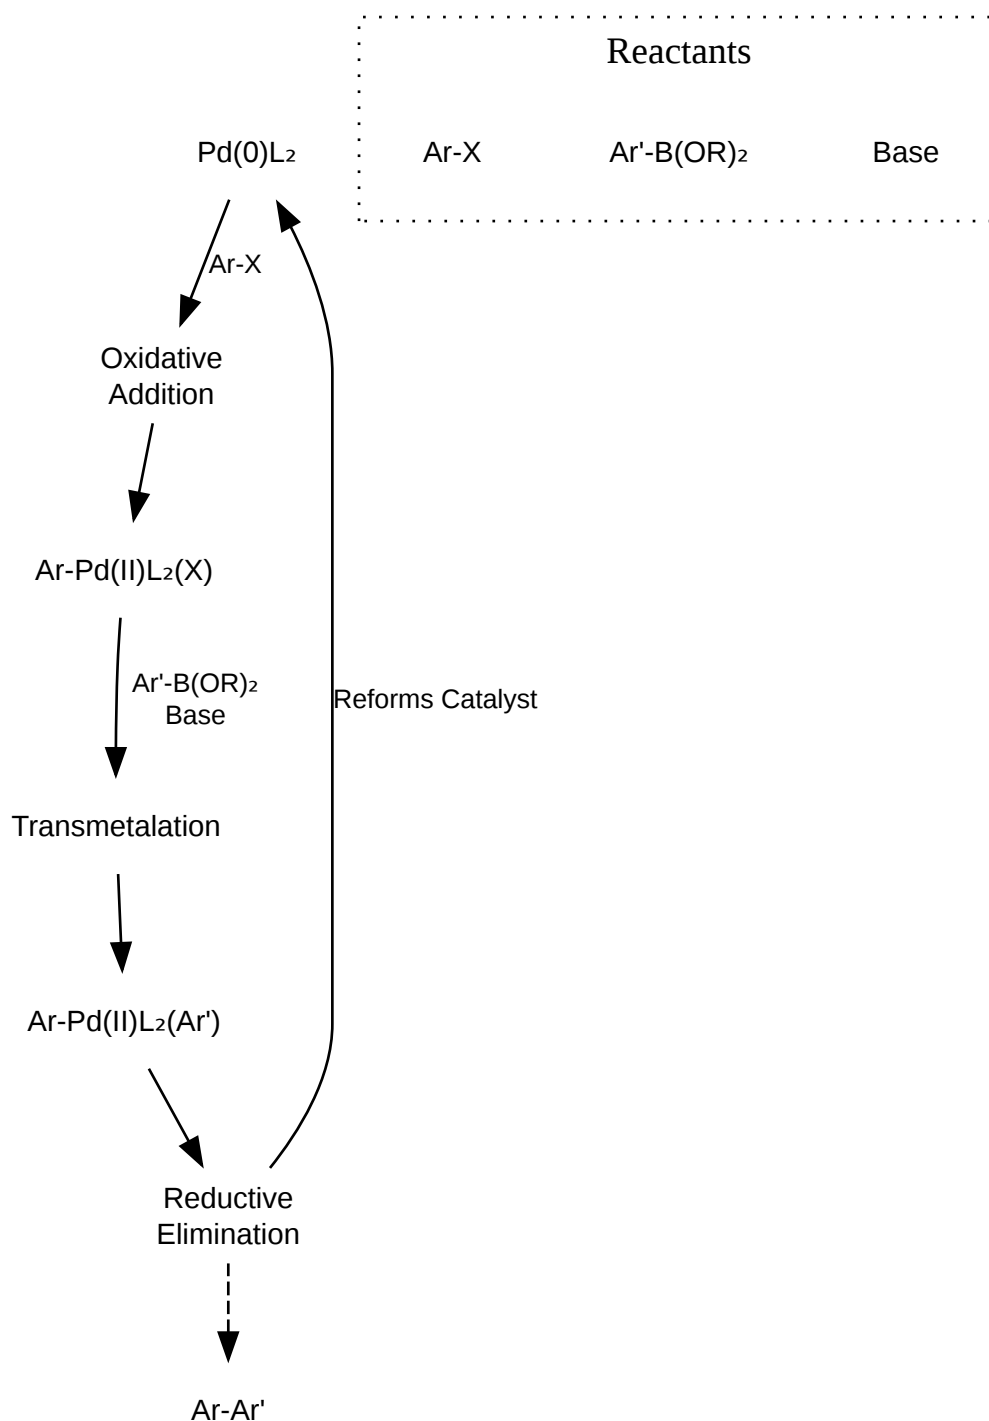 Reactants
Pd(0)L₂
Ar-X
Ar'-B(OR)₂
Base
Ar-X
Oxidative
Addition
Ar-Pd(II)L₂(X)
Ar'-B(OR)₂
Base
Reforms Catalyst
Transmetalation
Ar-Pd(II)L₂(Ar')
Reductive
Elimination
Ar-Ar'